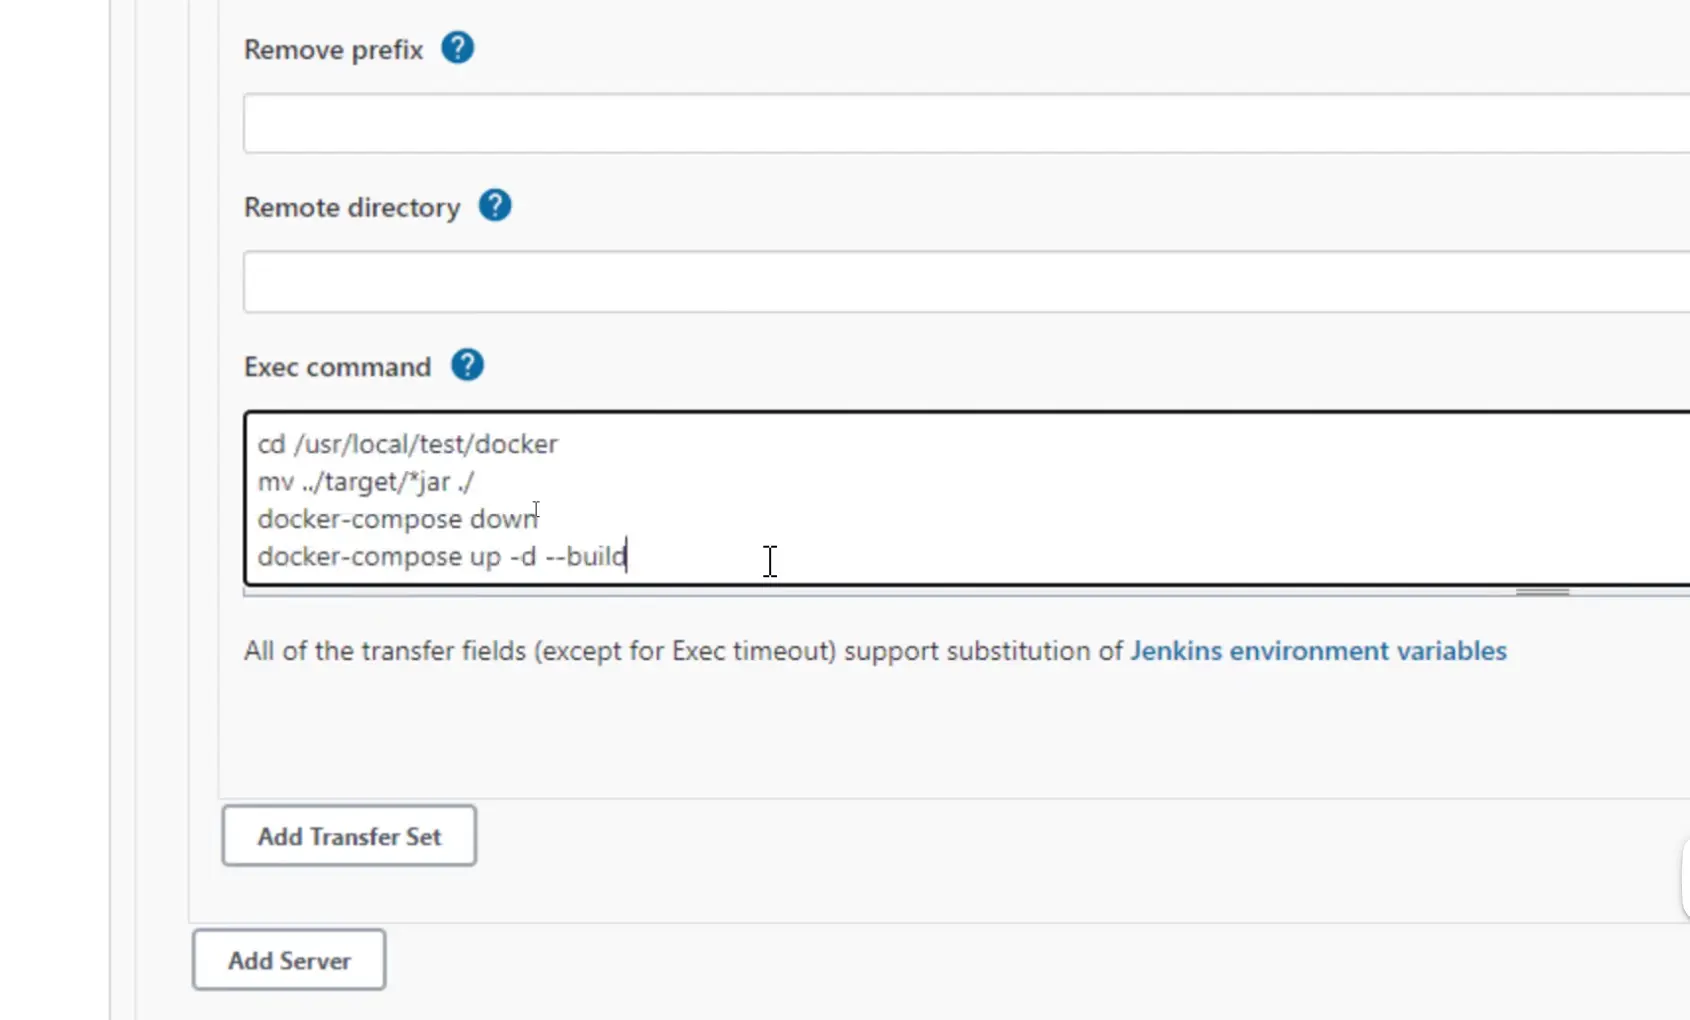 Remove prefix ?
Remote directory ?
Exec command ?
cd /usr/local/test/docker
mv ../target/*jar ./
docker-compose down
docker-compose up -d --build
All of the transfer fields (except for Exec timeout) support substitution of Jenkins environment variables
Add Transfer Set
Add Server